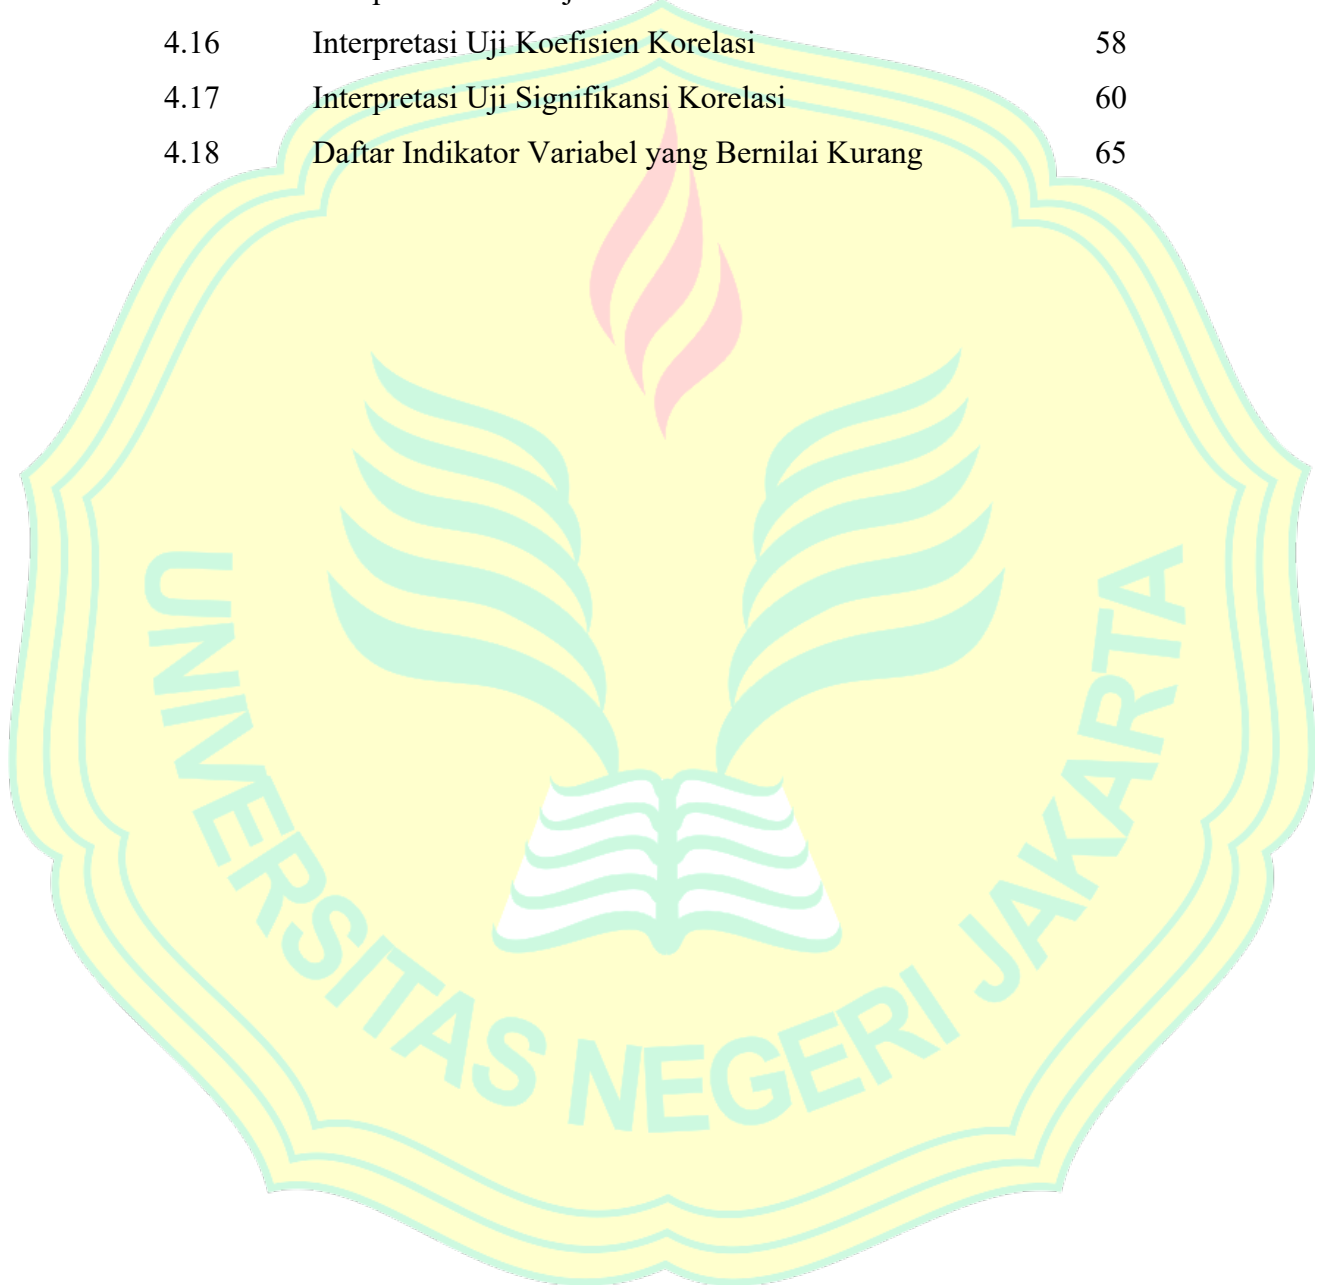 4.16 Interpretasi Uji Koefisien Korelasi 58
4.17 Interpretasi Uji Signifikansi Korelasi 60
4.18 Daftar Indikator Variabel yang Bernilai Kurang 65
UNIVERSITAS NEGERI JAKARTA